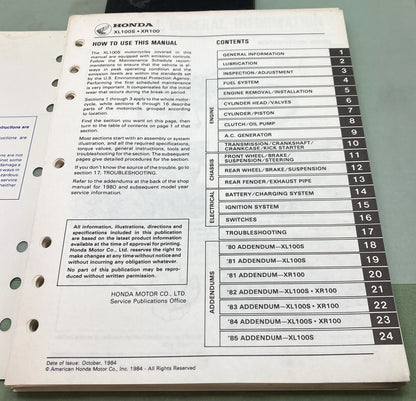 HONDA
XL100S • XR100
HOW TO USE THIS MANUAL
The XL100S motorcycles covered in this
manual are equipped with emission controls.
Follow the Maintenance Schedule recom-
mendations to ensure that the vehicle is al-
ways in peak operating condition and the
emission levels are within the standards set
by the U.S. Environmental Protection Agency.
Performing the first scheduled maintenance
is very important. It compensates for the initial
wear that occurs during the break-in period.
Sections 1 through 3 apply to the whole motor-
cycle, while sections 4 through 16 describe
parts of the motorcycle, grouped according
to location.
Find the section you want on this page, then
turn to the table of contents on page 1 of that
section.
Most sections start with an assembly or system
illustration, and all of the required specifications,
torque values, general instructions, tools and
troubleshooting for the section. The subsequent
pages give detailed procedures for the section.
If you don't know the source of the trouble, go to
section 17, TROUBLESHOOTING.
Refer to the addendums at the back of the shop
manual for 1980 and subsequent model year
service information.
All information, illustrations, directions and
specifications included in this publication
are based on the latest product information
available at the time of approval for printing.
Honda Motor Co., Ltd. reserves the right to
make changes at any time without notice and
without incurring any obligation whatever.
No part of this publication may be repro-
duced without written permission.
HONDA MOTOR CO., LTD
Service Publications Office
Date of Issue: October, 1984
© American Honda Motor Co., Inc. 1984 - All Rights Reserved
CONTENTS
GENERAL INFORMATION 1
LUBRICATION 2
INSPECTION/ADJUSTMENT 3
FUEL SYSTEM 4
ENGINE
ENGINE REMOVAL/INSTALLATION 5
CYLINDER HEAD/VALVES 6
CYLINDER/PISTON 7
CLUTCH/OIL PUMP 8
A.C. GENERATOR 9
TRANSMISSION/CRANKSHAFT/
CRANKCASE/KICK STARTER 10
CHASSIS
FRONT WHEEL/BRAKE/
SUSPENSION/STEERING 11
REAR WHEEL/BRAKE/SUSPENSION 12
REAR FENDER/EXHAUST PIPE 13
ELECTRICAL
BATTERY/CHARGING SYSTEM 14
IGNITION SYSTEM 15
SWITCHES 16
TROUBLESHOOTING 17
ADDENDUMS
'80 ADDENDUM—XL100S 18
'81 ADDENDUM—XL100S 19
'81 ADDENDUM—XR100 20
'82 ADDENDUM—XL100S • XR100 21
'83 ADDENDUM—XL100S • XR100 22
'84 ADDENDUM—XL100S • XR100 23
'85 ADDENDUM—XL100S 24